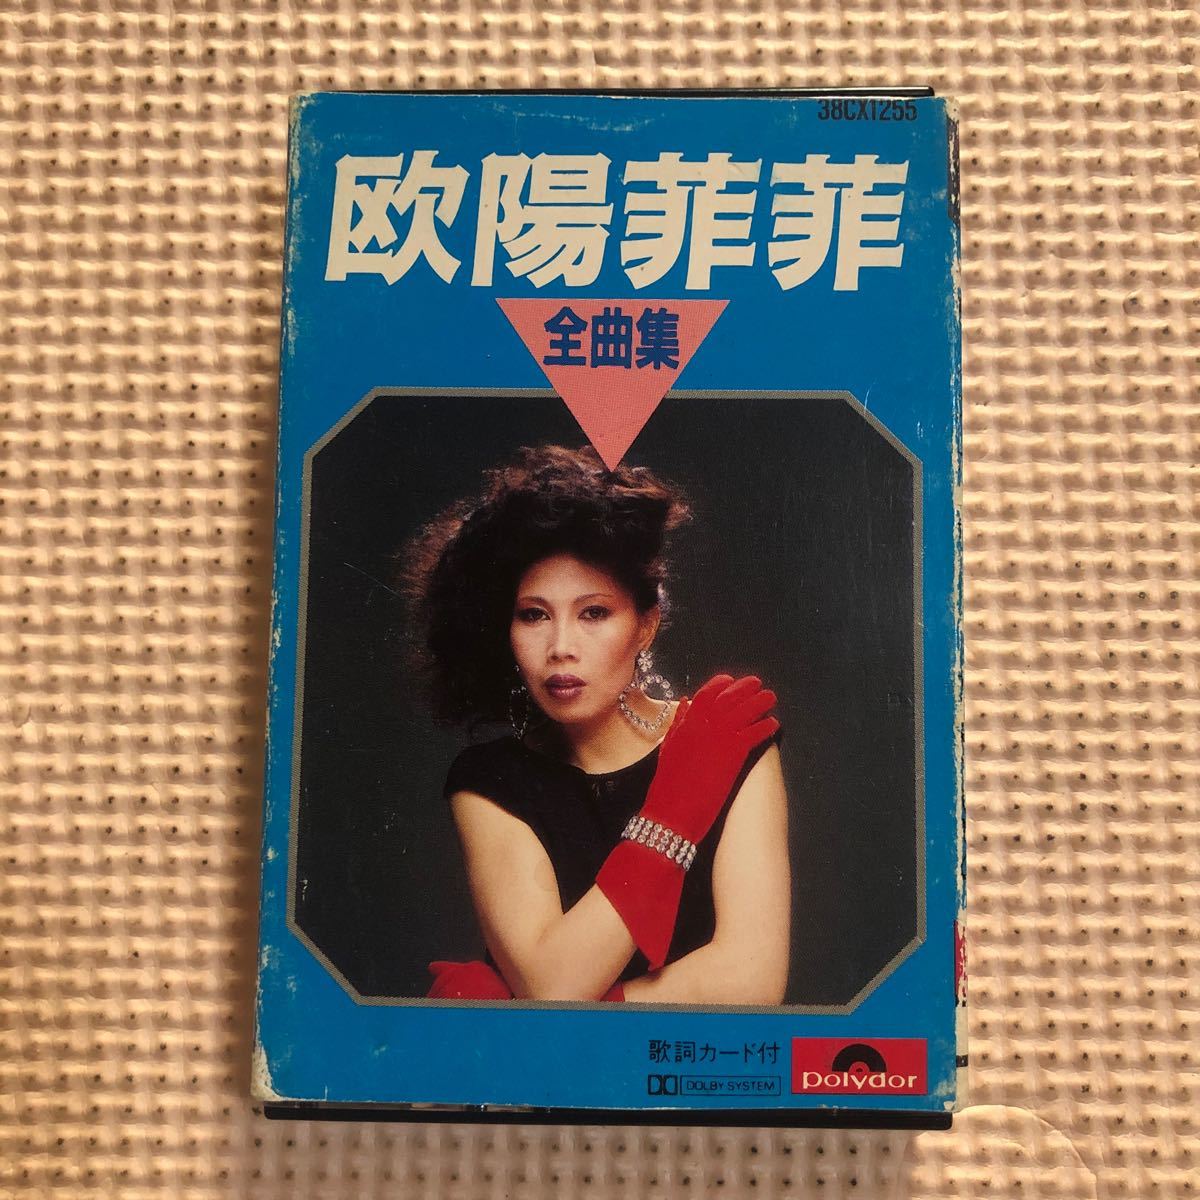 38CX1255
欧陽菲菲
全曲集
歌詞カード付
DOLBY SYSTEM
polydor